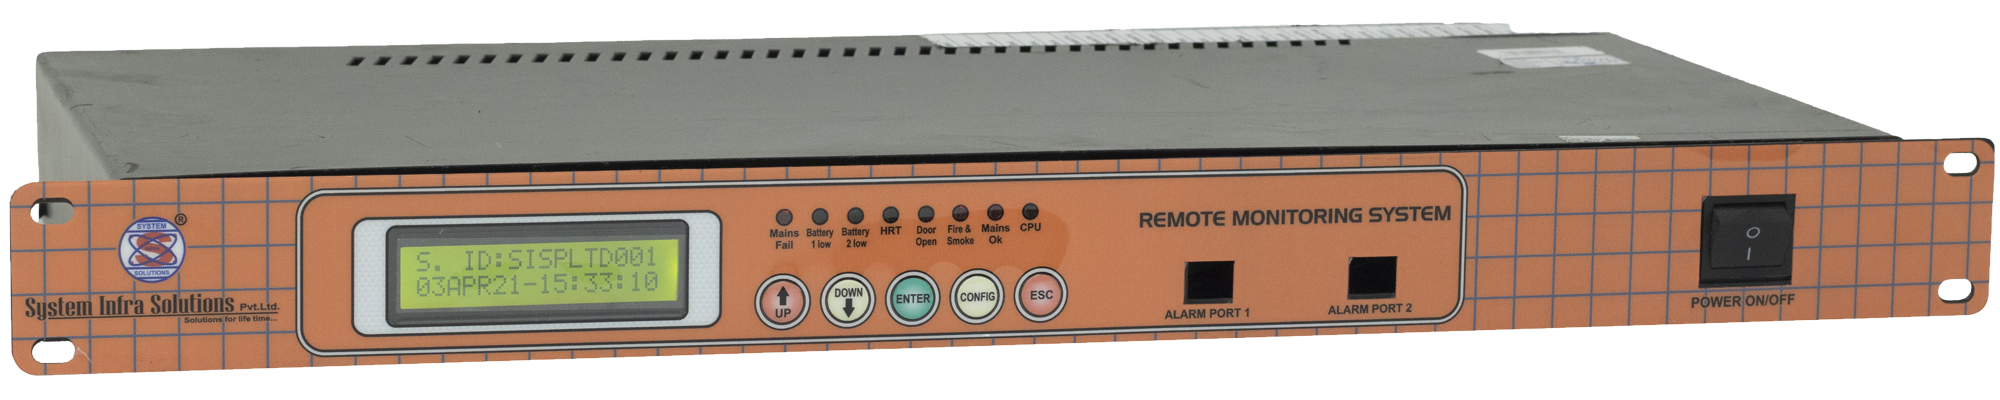 SYSTEM
SOLUTIONS
®
System Infra Solutions Pvt.Ltd.
Solutions for life time...
S. ID:SISPLTD001
03APR21-15:33:10
Mains
Fail
Battery
1 low
Battery
2 low
HRT
Door
Open
Fire &
Smoke
Mains
Ok
CPU
UP
DOWN
ENTER
CONFIG
ESC
REMOTE MONITORING SYSTEM
ALARM PORT 1
ALARM PORT 2
O
I
POWER ON/OFF